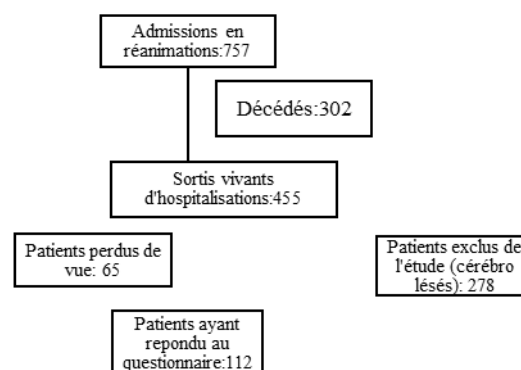 Admissions en
réanimations:757
Décédés:302
Sortis vivants
d'hospitalisations:455
Patients perdus de
vue: 65
Patients exclus de
l'étude (cérébro
lésés): 278
Patients ayant
repondu au
questionnaire:112